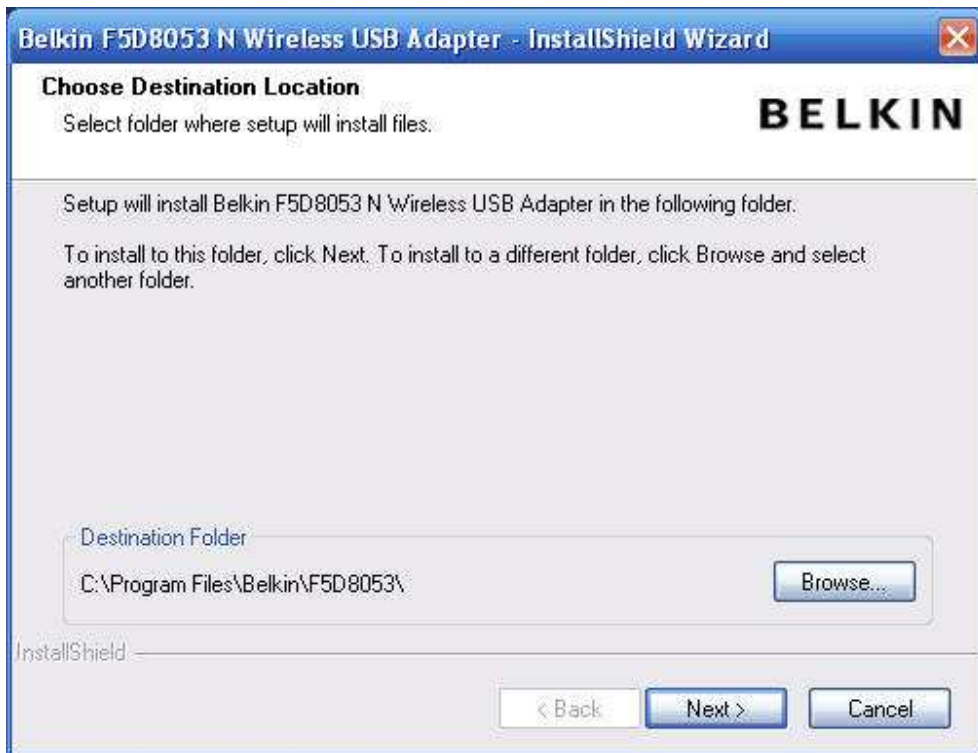 Belkin F5D8053 N Wireless USB Adapter - InstallShield Wizard
Choose Destination Location
Select folder where setup will install files.
BELKIN
Setup will install Belkin F5D8053 N Wireless USB Adapter in the following folder.
To install to this folder, click Next. To install to a different folder, click Browse and select
another folder.
Destination Folder
C:\Program Files\Belkin\F5D8053\
Browse...
InstallShield
< Back
Next >
Cancel